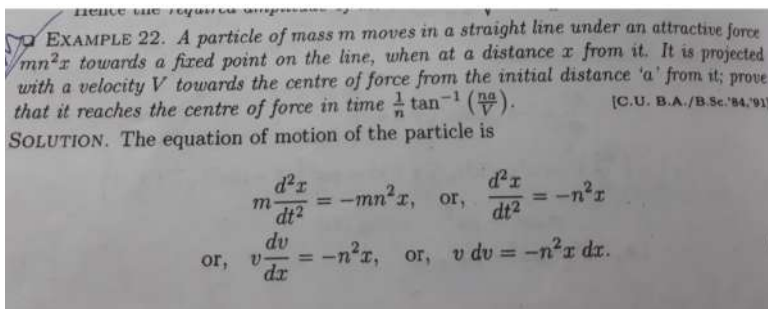 Hence the required
EXAMPLE 22. A particle of mass m moves in a straight line under an attractive force
mn²x towards a fixed point on the line, when at a distance x from it. It is projected
with a velocity V towards the centre of force from the initial distance 'a' from it; prove
that it reaches the centre of force in time 1/n tan⁻¹ (na/V). [C.U. B.A./B.Sc.'84,'91]
SOLUTION. The equation of motion of the particle is
m d²x/dt² = −mn²x, or, d²x/dt² = −n²x
or, v dv/dx = −n²x, or, v dv = −n²x dx.